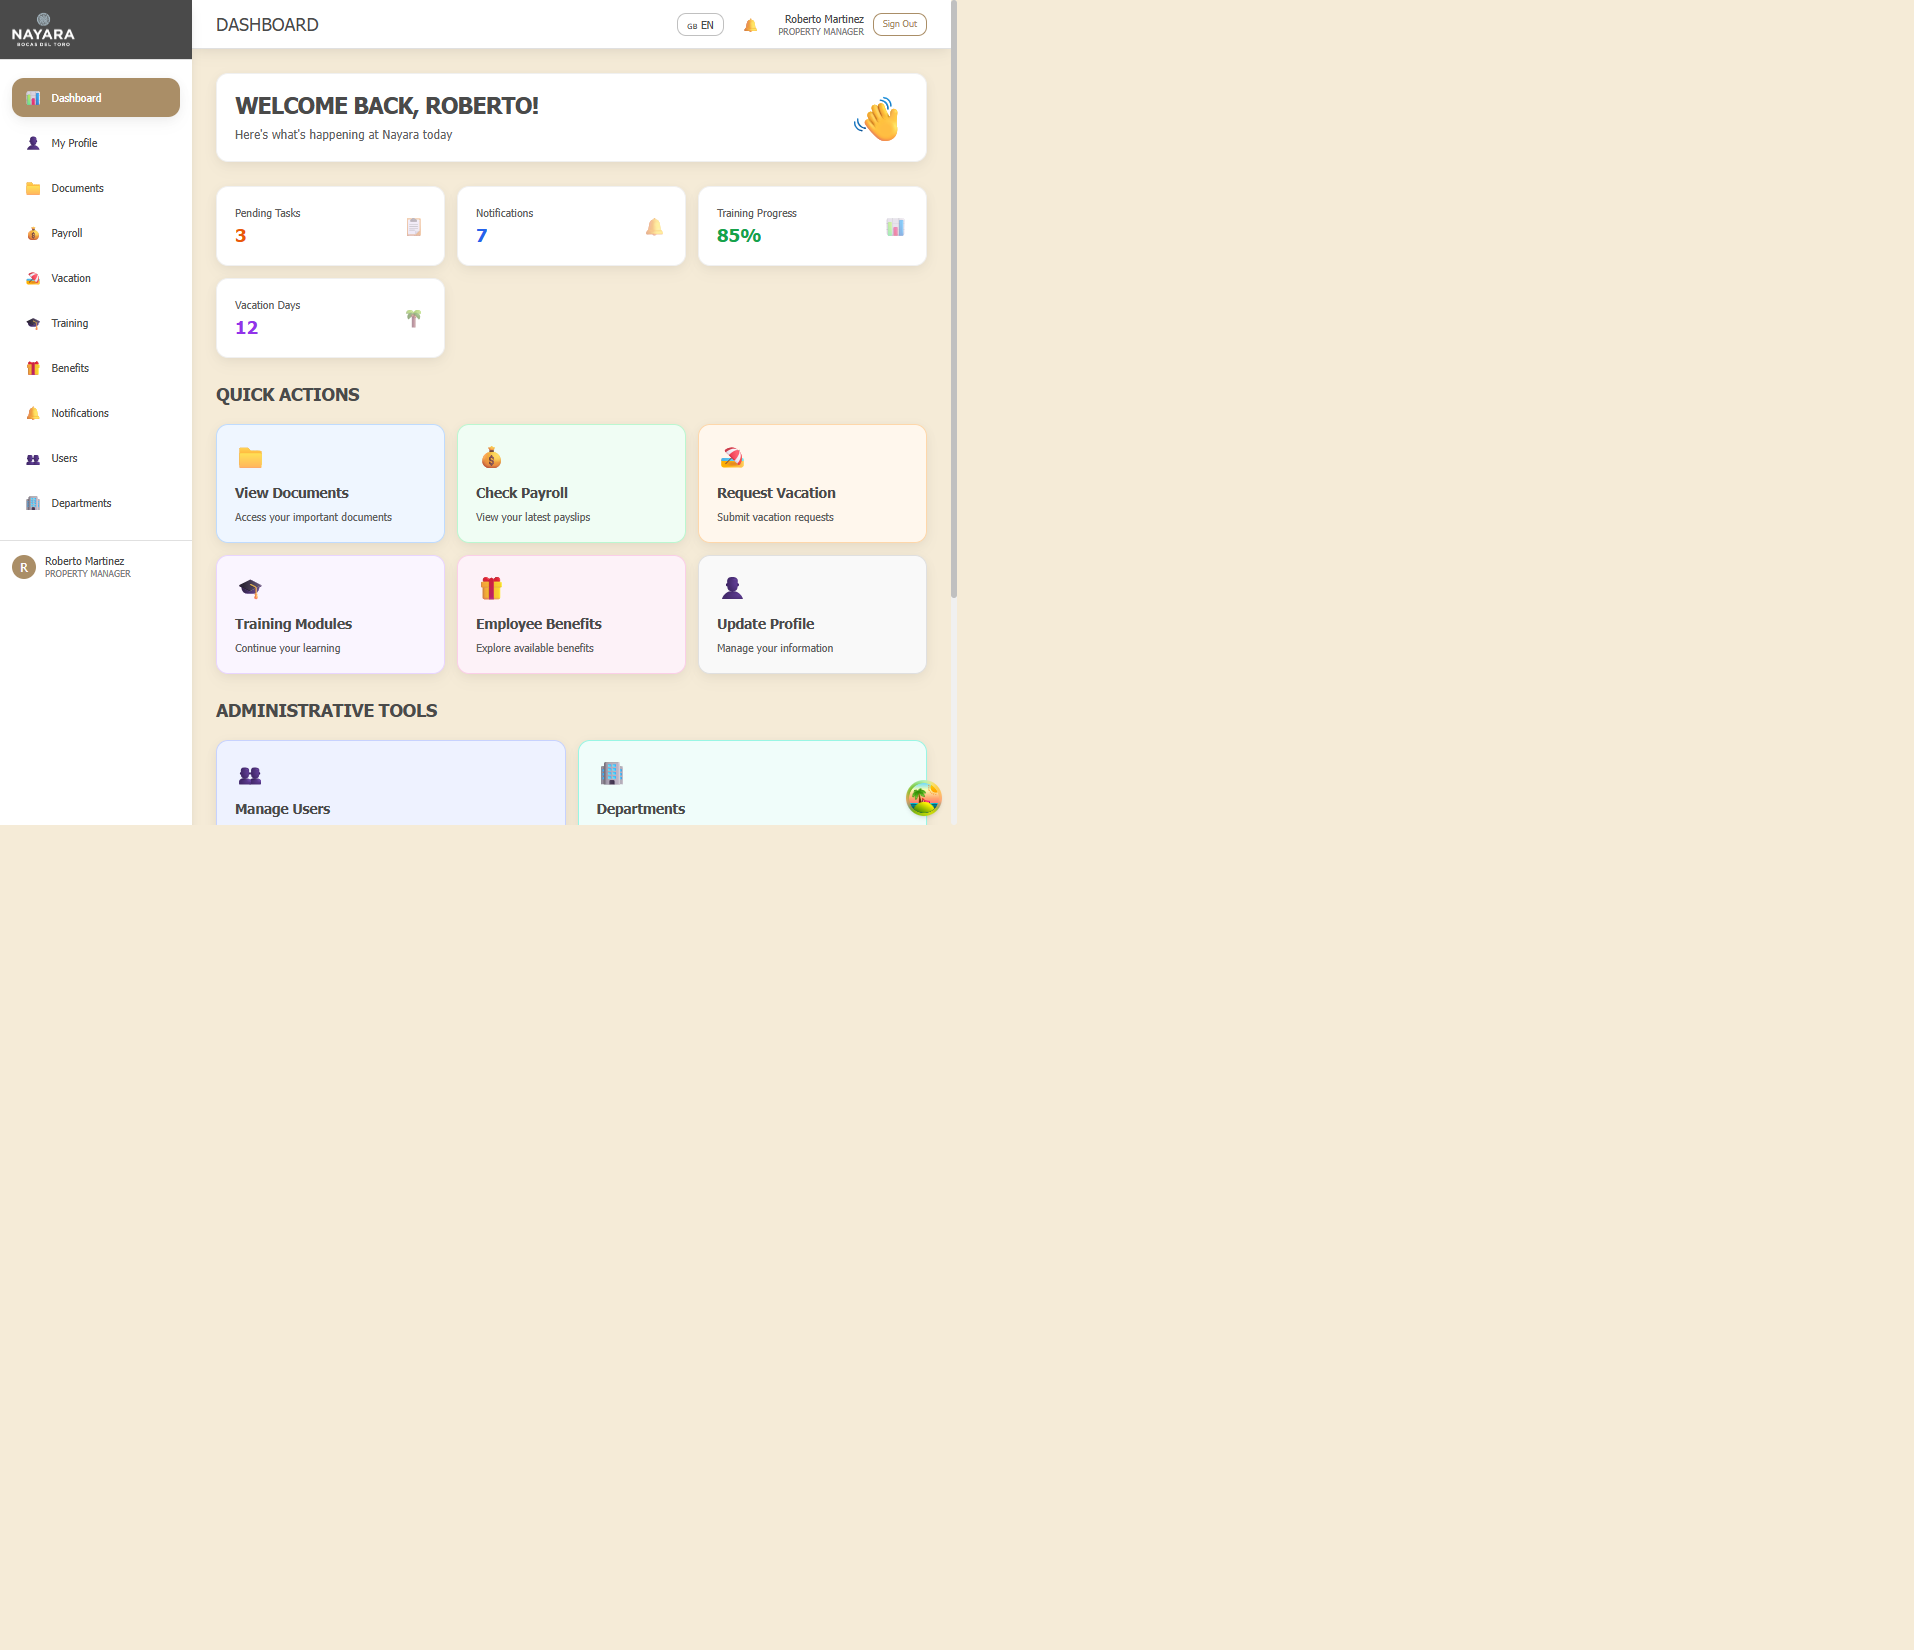 NAYARA
BOCAS DEL TORO
Dashboard
My Profile
Documents
Payroll
Vacation
Training
Benefits
Notifications
Users
Departments
R
Roberto Martinez
PROPERTY MANAGER
DASHBOARD
GB EN
Roberto Martinez
PROPERTY MANAGER
Sign Out
WELCOME BACK, ROBERTO!
Here's what's happening at Nayara today
Pending Tasks
3
Notifications
7
Training Progress
85%
Vacation Days
12
QUICK ACTIONS
View Documents
Access your important documents
Check Payroll
View your latest payslips
Request Vacation
Submit vacation requests
Training Modules
Continue your learning
Employee Benefits
Explore available benefits
Update Profile
Manage your information
ADMINISTRATIVE TOOLS
Manage Users
Departments